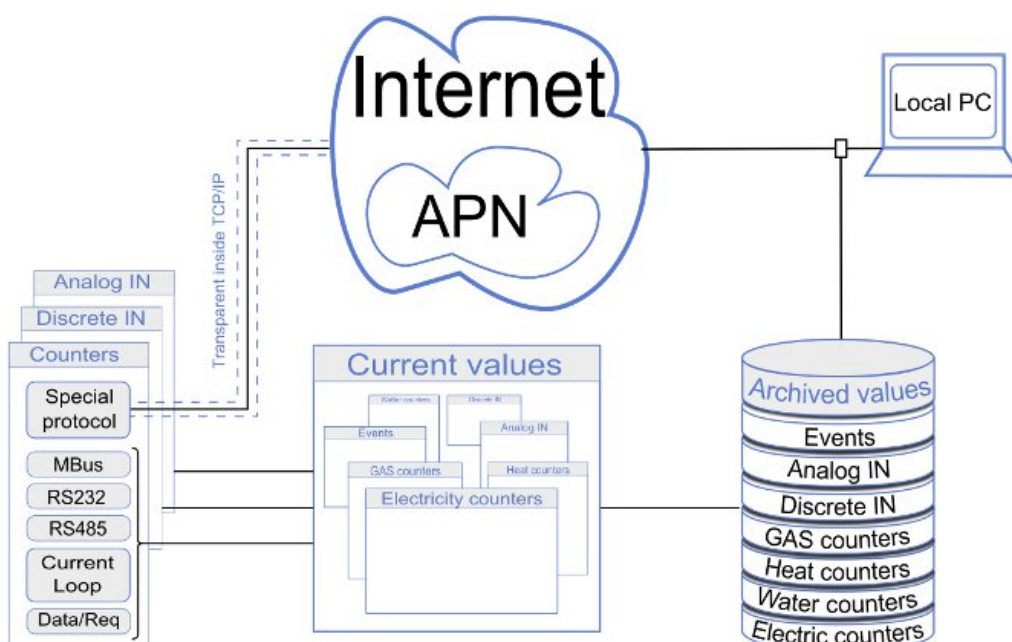 Internet
APN
Local PC
Transparent inside TCP/IP
Analog IN
Discrete IN
Counters
Special
protocol
MBus
RS232
RS485
Current
Loop
Data/Req
Current values
Water counters
Discrete IN
Events
Analog IN
GAS counters
Heat counters
Electricity counters
Archived values
Events
Analog IN
Discrete IN
GAS counters
Heat counters
Water counters
Electric counters